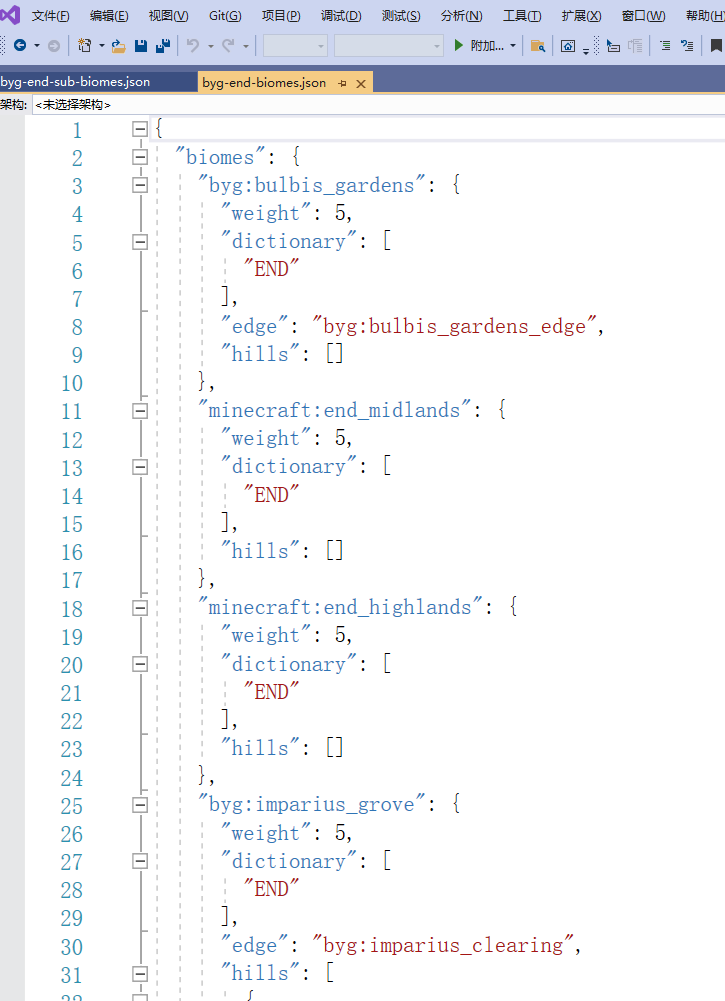 文件(F) 编辑(E) 视图(V) Git(G) 项目(P) 调试(D) 测试(S) 分析(N) 工具(T) 扩展(X) 窗口(W) 帮助(H
附加...
byg-end-sub-biomes.json byg-end-biomes.json
架构: <未选择架构>
1 {
2 "biomes": {
3 "byg:bulbis_gardens": {
4 "weight": 5,
5 "dictionary": [
6 "END"
7 ],
8 "edge": "byg:bulbis_gardens_edge",
9 "hills": []
10 },
11 "minecraft:end_midlands": {
12 "weight": 5,
13 "dictionary": [
14 "END"
15 ],
16 "hills": []
17 },
18 "minecraft:end_highlands": {
19 "weight": 5,
20 "dictionary": [
21 "END"
22 ],
23 "hills": []
24 },
25 "byg:imparius_grove": {
26 "weight": 5,
27 "dictionary": [
28 "END"
29 ],
30 "edge": "byg:imparius_clearing",
31 "hills": [
32 {